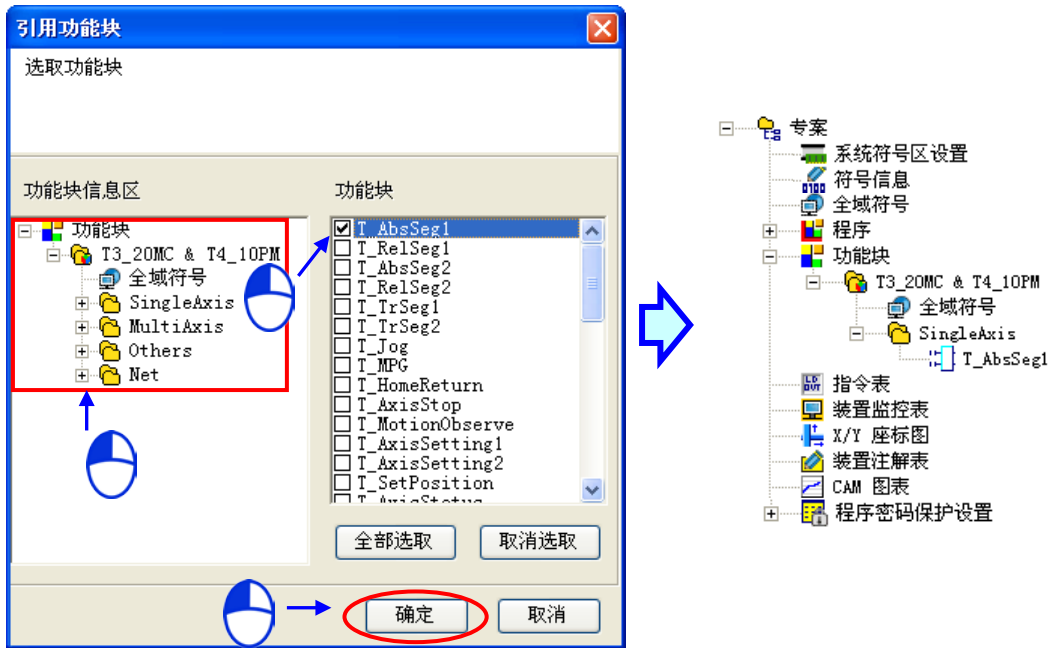 引用功能块
选取功能块
功能块信息区
功能块
T3_20MC & T4_10PM
全域符号
SingleAxis
MultiAxis
Others
Net
功能块
T_AbsSeg1
T_RelSeg1
T_AbsSeg2
T_RelSeg2
T_TrSeg1
T_TrSeg2
T_Jog
T_MPG
T_HomeReturn
T_AxisStop
T_MotionObserve
T_AxisSetting1
T_AxisSetting2
T_SetPosition
T_AxisStatus
全部选取
取消选取
确定
取消
专案
系统符号区设置
符号信息
全域符号
程序
功能块
T3_20MC & T4_10PM
全域符号
SingleAxis
T_AbsSeg1
指令表
装置监控表
X/Y 座标图
装置注解表
CAM 图表
程序密码保护设置